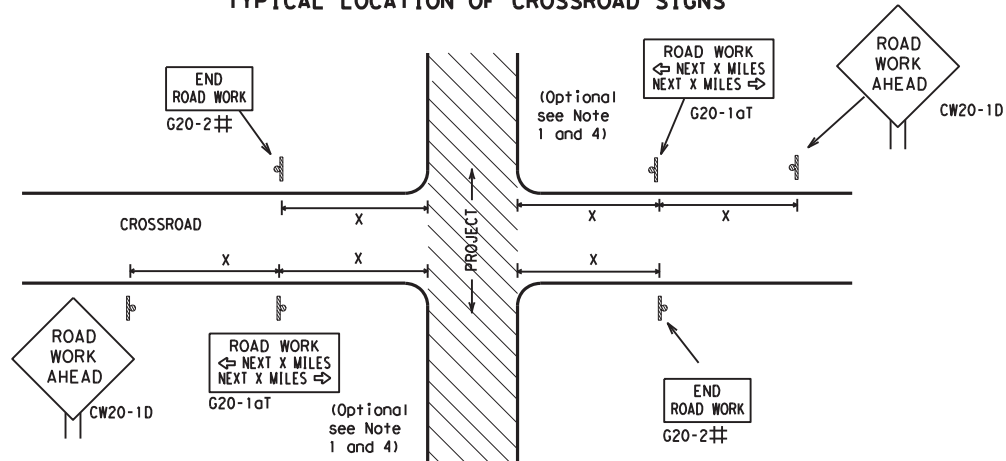 TYPICAL LOCATION OF CROSSROAD SIGNS
END
ROAD WORK
G20-2#
ROAD WORK
⇦ NEXT X MILES
NEXT X MILES ⇨
G20-1aT
(Optional
see Note
1 and 4)
ROAD
WORK
AHEAD
CW20-1D
X
X
X
CROSSROAD
PROJECT
X
X
X
ROAD
WORK
AHEAD
CW20-1D
ROAD WORK
⇦ NEXT X MILES
NEXT X MILES ⇨
G20-1aT
(Optional
see Note
1 and 4)
END
ROAD WORK
G20-2#